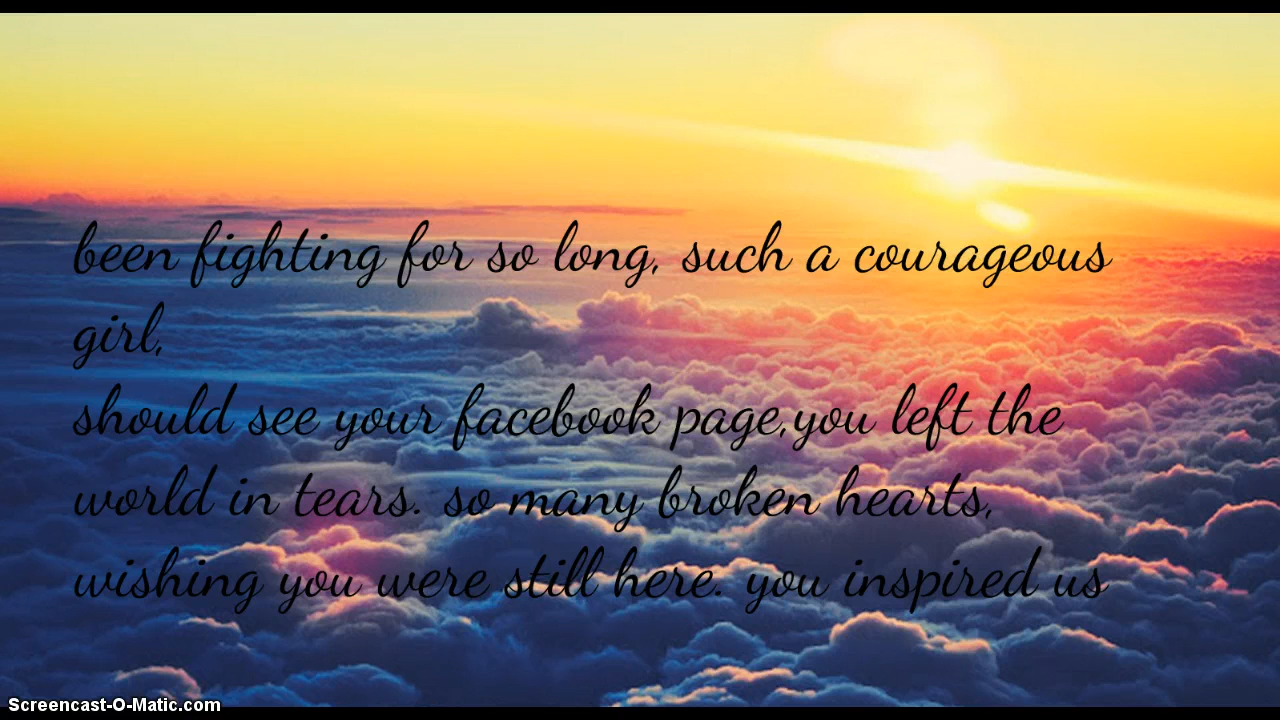 been fighting for so long, such a courageous
girl,
should see your facebook page,you left the
world in tears. so many broken hearts,
wishing you were still here. you inspired us
Screencast-O-Matic.com